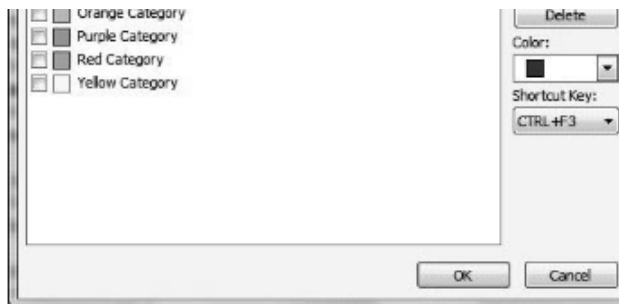 Orange Category
Purple Category
Red Category
Yellow Category
Delete
Color:
Shortcut Key:
CTRL+F3
OK
Cancel